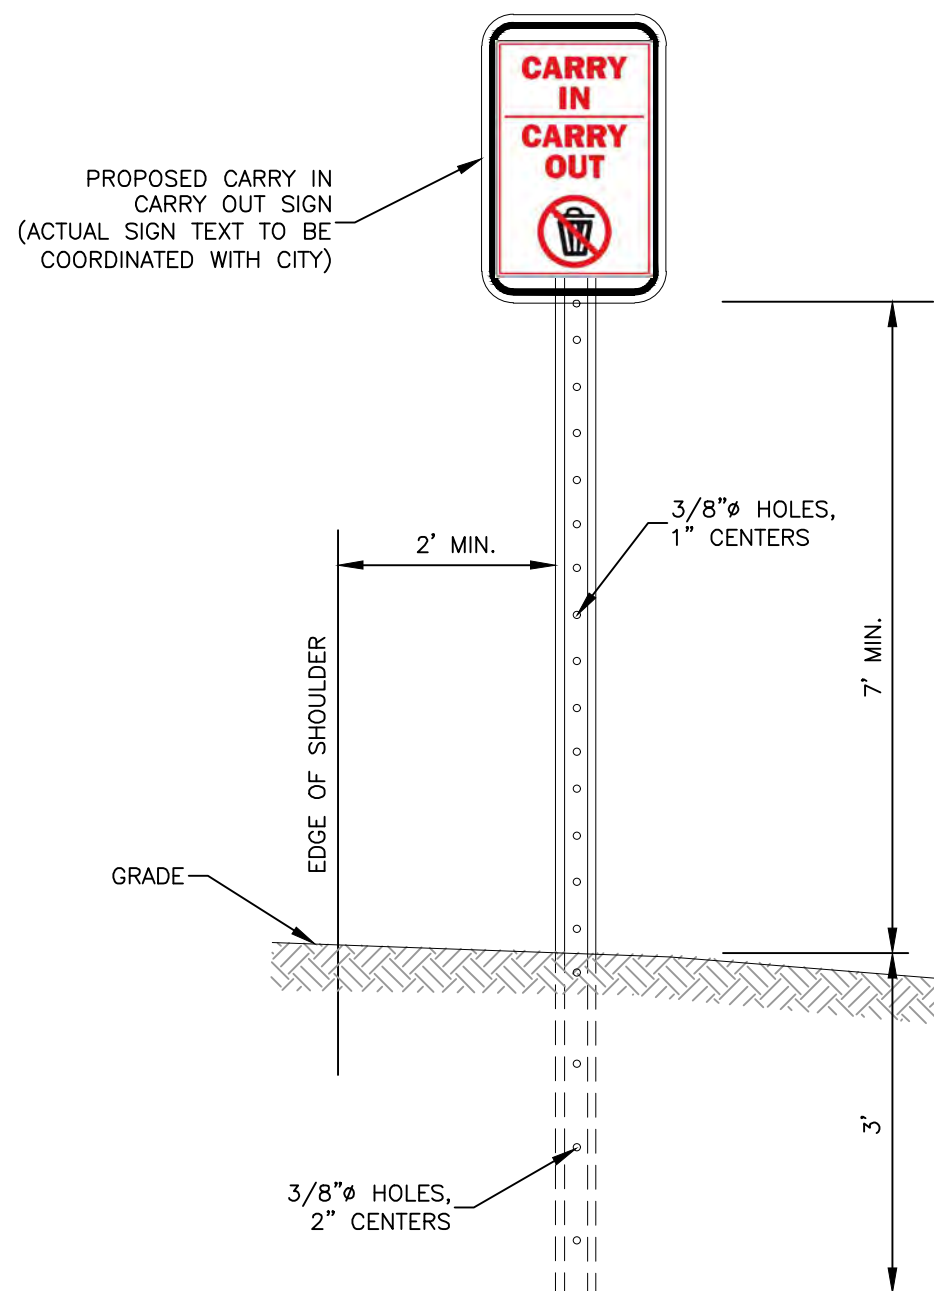 CARRY
IN
CARRY
OUT
PROPOSED CARRY IN
CARRY OUT SIGN
(ACTUAL SIGN TEXT TO BE
COORDINATED WITH CITY)
3/8"ø HOLES,
1" CENTERS
2' MIN.
EDGE OF SHOULDER
7' MIN.
GRADE
3'
3/8"ø HOLES,
2" CENTERS